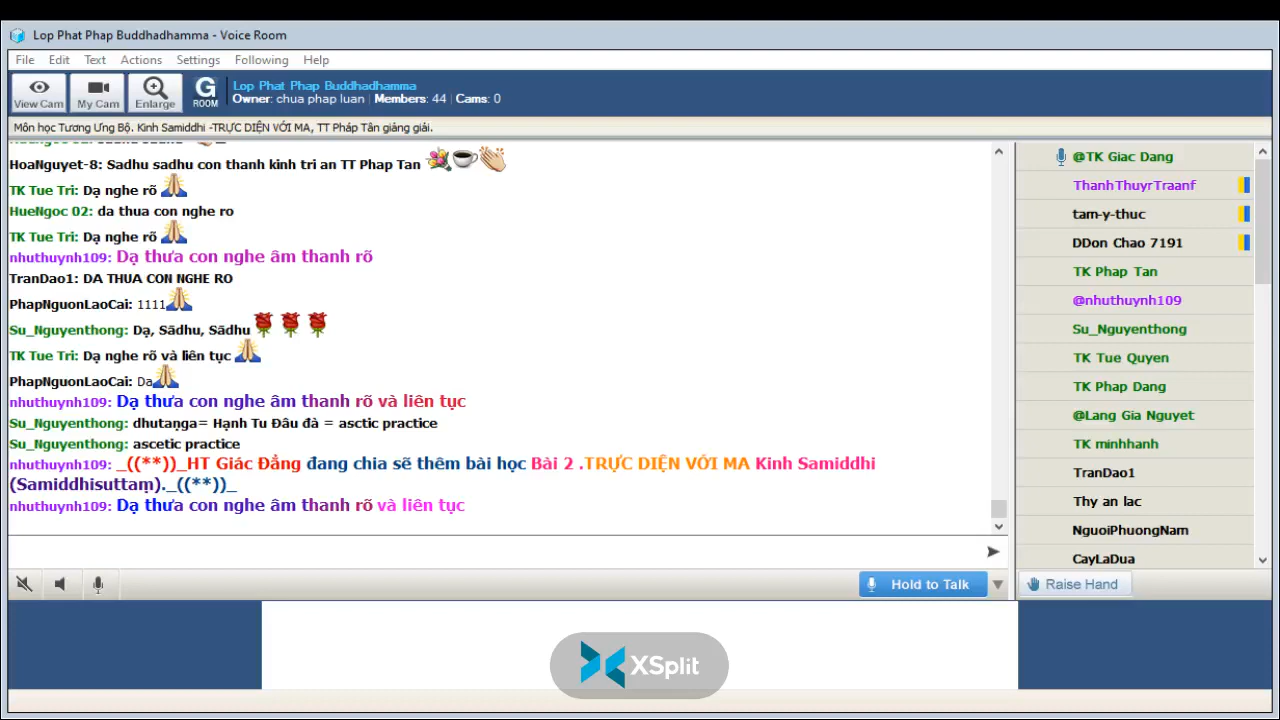 Lop Phat Phap Buddhadhamma - Voice Room
File Edit Text Actions Settings Following Help
View Cam My Cam Enlarge G ROOM
Lop Phat Phap Buddhadhamma
Owner: chua phap luan | Members: 44 | Cams: 0
Môn học Tương Ưng Bộ. Kinh Samiddhi -TRỰC DIỆN VỚI MA, TT Pháp Tân giảng giải.
HoaNguyet-8: Sadhu sadhu con thanh kinh tri an TT Phap Tan
TK Tue Tri: Dạ nghe rõ
HueNgoc 02: da thua con nghe ro
TK Tue Tri: Dạ nghe rõ
nhuthuynh109: Dạ thưa con nghe âm thanh rõ
TranDao1: DA THUA CON NGHE RO
PhapNguonLaoCai: 1111
Su_Nguyenthong: Dạ, Sādhu, Sādhu
TK Tue Tri: Dạ nghe rõ và liên tục
PhapNguonLaoCai: Da
nhuthuynh109: Dạ thưa con nghe âm thanh rõ và liên tục
Su_Nguyenthong: dhutaṇga= Hạnh Tu Đâu đà = asctic practice
Su_Nguyenthong: ascetic practice
nhuthuynh109: _((**))_HT Giác Đẳng đang chia sẽ thêm bài học Bài 2 .TRỰC DIỆN VỚI MA Kinh Samiddhi
(Samiddhisuttaṃ)._((**))_
nhuthuynh109: Dạ thưa con nghe âm thanh rõ và liên tục
@TK Giac Dang
ThanhThuyrTraanf
tam-y-thuc
DDon Chao 7191
TK Phap Tan
@nhuthuynh109
Su_Nguyenthong
TK Tue Quyen
TK Phap Dang
@Lang Gia Nguyet
TK minhhanh
TranDao1
Thy an lac
NguoiPhuongNam
CayLaDua
Hold to Talk
Raise Hand
XSplit